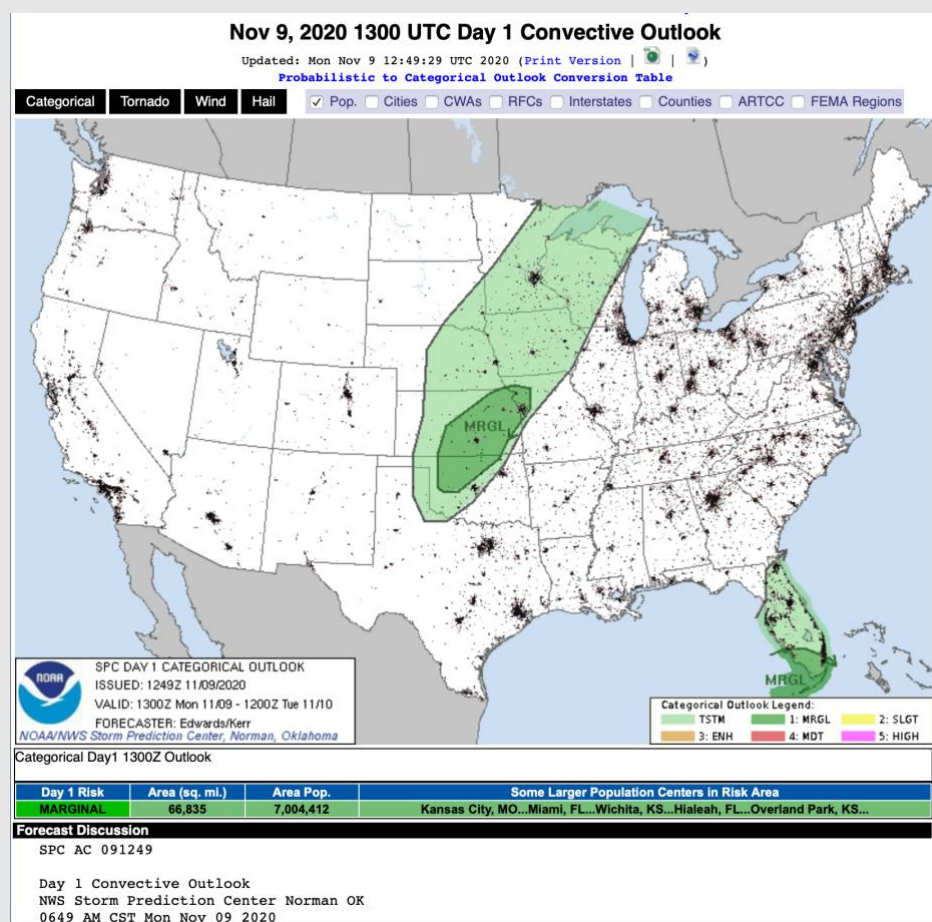 Nov 9, 2020 1300 UTC Day 1 Convective Outlook
Updated: Mon Nov 9 12:49:29 UTC 2020 (Print Version | | )
Probabilistic to Categorical Outlook Conversion Table
Categorical Tornado Wind Hail Pop. Cities CWAs RFCs Interstates Counties ARTCC FEMA Regions
MRGL
MRGL
NOAA
SPC DAY 1 CATEGORICAL OUTLOOK
ISSUED: 1249Z 11/09/2020
VALID: 1300Z Mon 11/09 - 1200Z Tue 11/10
FORECASTER: Edwards/Kerr
NOAA/NWS Storm Prediction Center, Norman, Oklahoma
Categorical Outlook Legend:
TSTM 1: MRGL 2: SLGT
3: ENH 4: MDT 5: HIGH
Categorical Day1 1300Z Outlook
Day 1 Risk Area (sq. mi.) Area Pop. Some Larger Population Centers in Risk Area
MARGINAL 66,835 7,004,412 Kansas City, MO...Miami, FL...Wichita, KS...Hialeah, FL...Overland Park, KS...
Forecast Discussion
SPC AC 091249
Day 1 Convective Outlook
NWS Storm Prediction Center Norman OK
0649 AM CST Mon Nov 09 2020